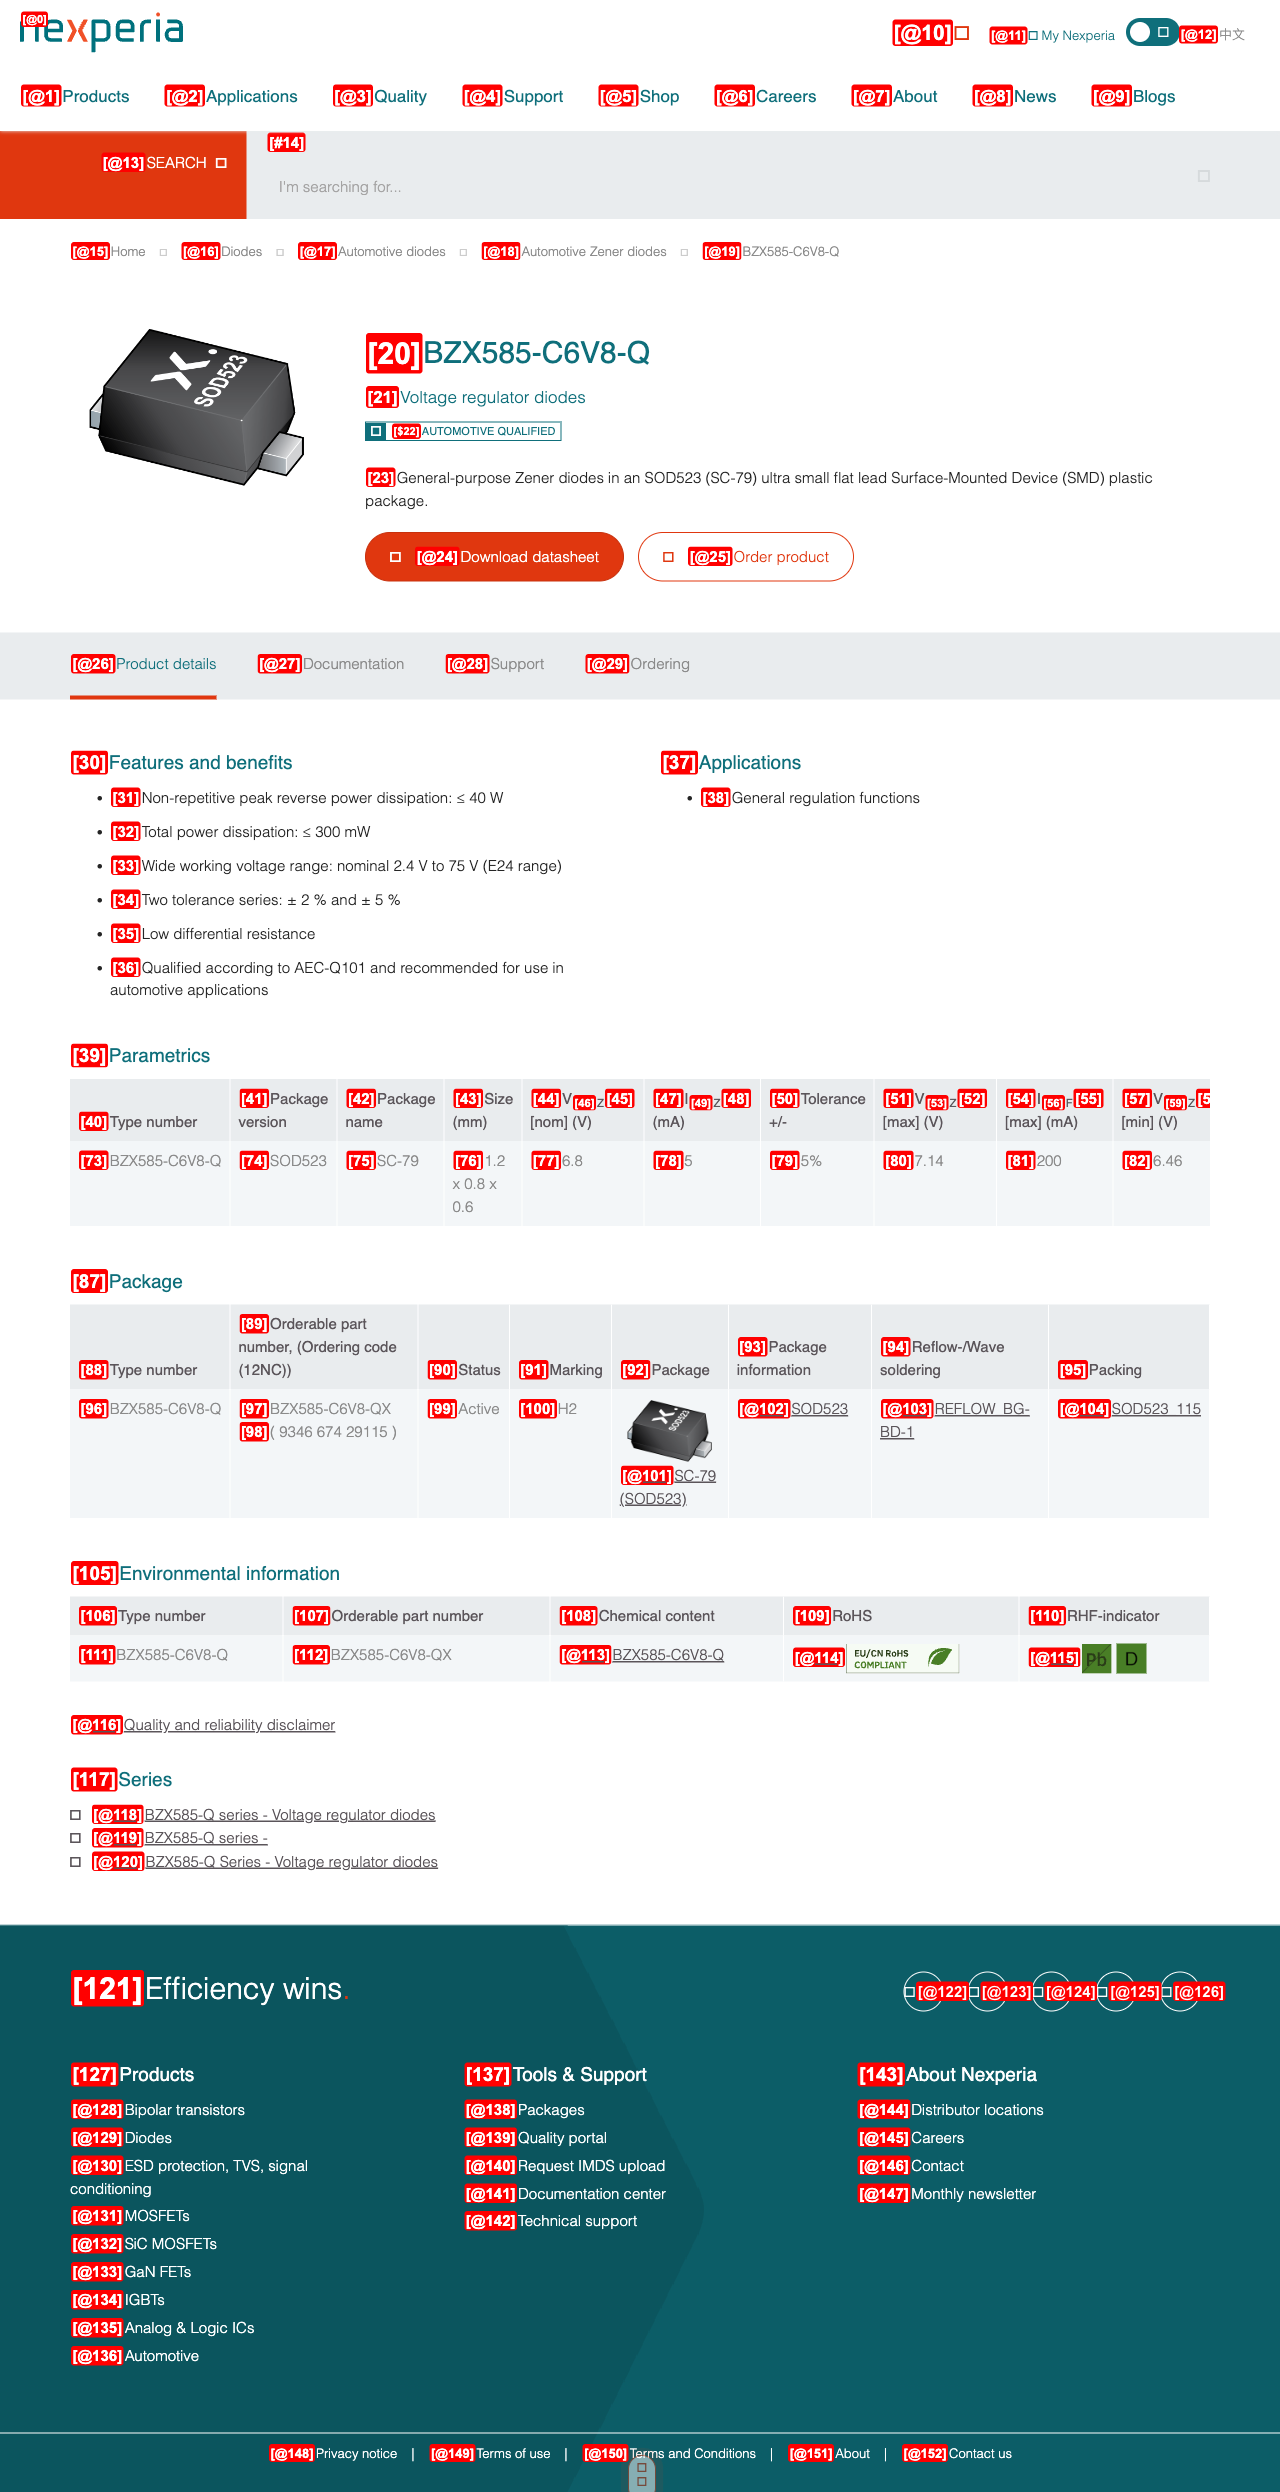 nexperia [@0]
[@10] [@11] My Nexperia [@12]中文
[@1]Products [@2]Applications [@3]Quality [@4]Support [@5]Shop [@6]Careers [@7]About [@8]News [@9]Blogs
[@13]SEARCH
[#14]
I'm searching for...
[@15]Home [@16]Diodes [@17]Automotive diodes [@18]Automotive Zener diodes [@19]BZX585-C6V8-Q
SOD523
[20]BZX585-C6V8-Q
[21]Voltage regulator diodes
[$22]AUTOMOTIVE QUALIFIED
[23]General-purpose Zener diodes in an SOD523 (SC-79) ultra small flat lead Surface-Mounted Device (SMD) plastic
package.
[@24]Download datasheet [@25]Order product
[@26]Product details [@27]Documentation [@28]Support [@29]Ordering
[30]Features and benefits
• [31]Non-repetitive peak reverse power dissipation: ≤ 40 W
• [32]Total power dissipation: ≤ 300 mW
• [33]Wide working voltage range: nominal 2.4 V to 75 V (E24 range)
• [34]Two tolerance series: ± 2 % and ± 5 %
• [35]Low differential resistance
• [36]Qualified according to AEC-Q101 and recommended for use in
automotive applications
[37]Applications
• [38]General regulation functions
[39]Parametrics
[40]Type number [41]Package version [42]Package name [43]Size (mm) [44]V[46]Z[45] [nom] (V) [47]I[49]Z[48] (mA) [50]Tolerance +/- [51]V[53]Z[52] [max] (V) [54]I[56]F[55] [max] (mA) [57]V[59]Z[5 [min] (V)
[73]BZX585-C6V8-Q [74]SOD523 [75]SC-79 [76]1.2 x 0.8 x 0.6 [77]6.8 [78]5 [79]5% [80]7.14 [81]200 [82]6.46
[87]Package
[88]Type number [89]Orderable part number, (Ordering code (12NC)) [90]Status [91]Marking [92]Package [93]Package information [94]Reflow-/Wave soldering [95]Packing
[96]BZX585-C6V8-Q [97]BZX585-C6V8-QX [98]( 9346 674 29115 ) [99]Active [100]H2 SOD523 [@101]SC-79 (SOD523) [@102]SOD523 [@103]REFLOW_BG-BD-1 [@104]SOD523_115
[105]Environmental information
[106]Type number [107]Orderable part number [108]Chemical content [109]RoHS [110]RHF-indicator
[111]BZX585-C6V8-Q [112]BZX585-C6V8-QX [@113]BZX585-C6V8-Q [@114] EU/CN RoHS COMPLIANT [@115] Pb D
[@116]Quality and reliability disclaimer
[117]Series
[@118]BZX585-Q series - Voltage regulator diodes
[@119]BZX585-Q series -
[@120]BZX585-Q Series - Voltage regulator diodes
[121]Efficiency wins.
[@122] [@123] [@124] [@125] [@126]
[127]Products
[@128]Bipolar transistors
[@129]Diodes
[@130]ESD protection, TVS, signal
conditioning
[@131]MOSFETs
[@132]SiC MOSFETs
[@133]GaN FETs
[@134]IGBTs
[@135]Analog & Logic ICs
[@136]Automotive
[137]Tools & Support
[@138]Packages
[@139]Quality portal
[@140]Request IMDS upload
[@141]Documentation center
[@142]Technical support
[143]About Nexperia
[@144]Distributor locations
[@145]Careers
[@146]Contact
[@147]Monthly newsletter
[@148]Privacy notice | [@149]Terms of use | [@150]Terms and Conditions | [@151]About | [@152]Contact us